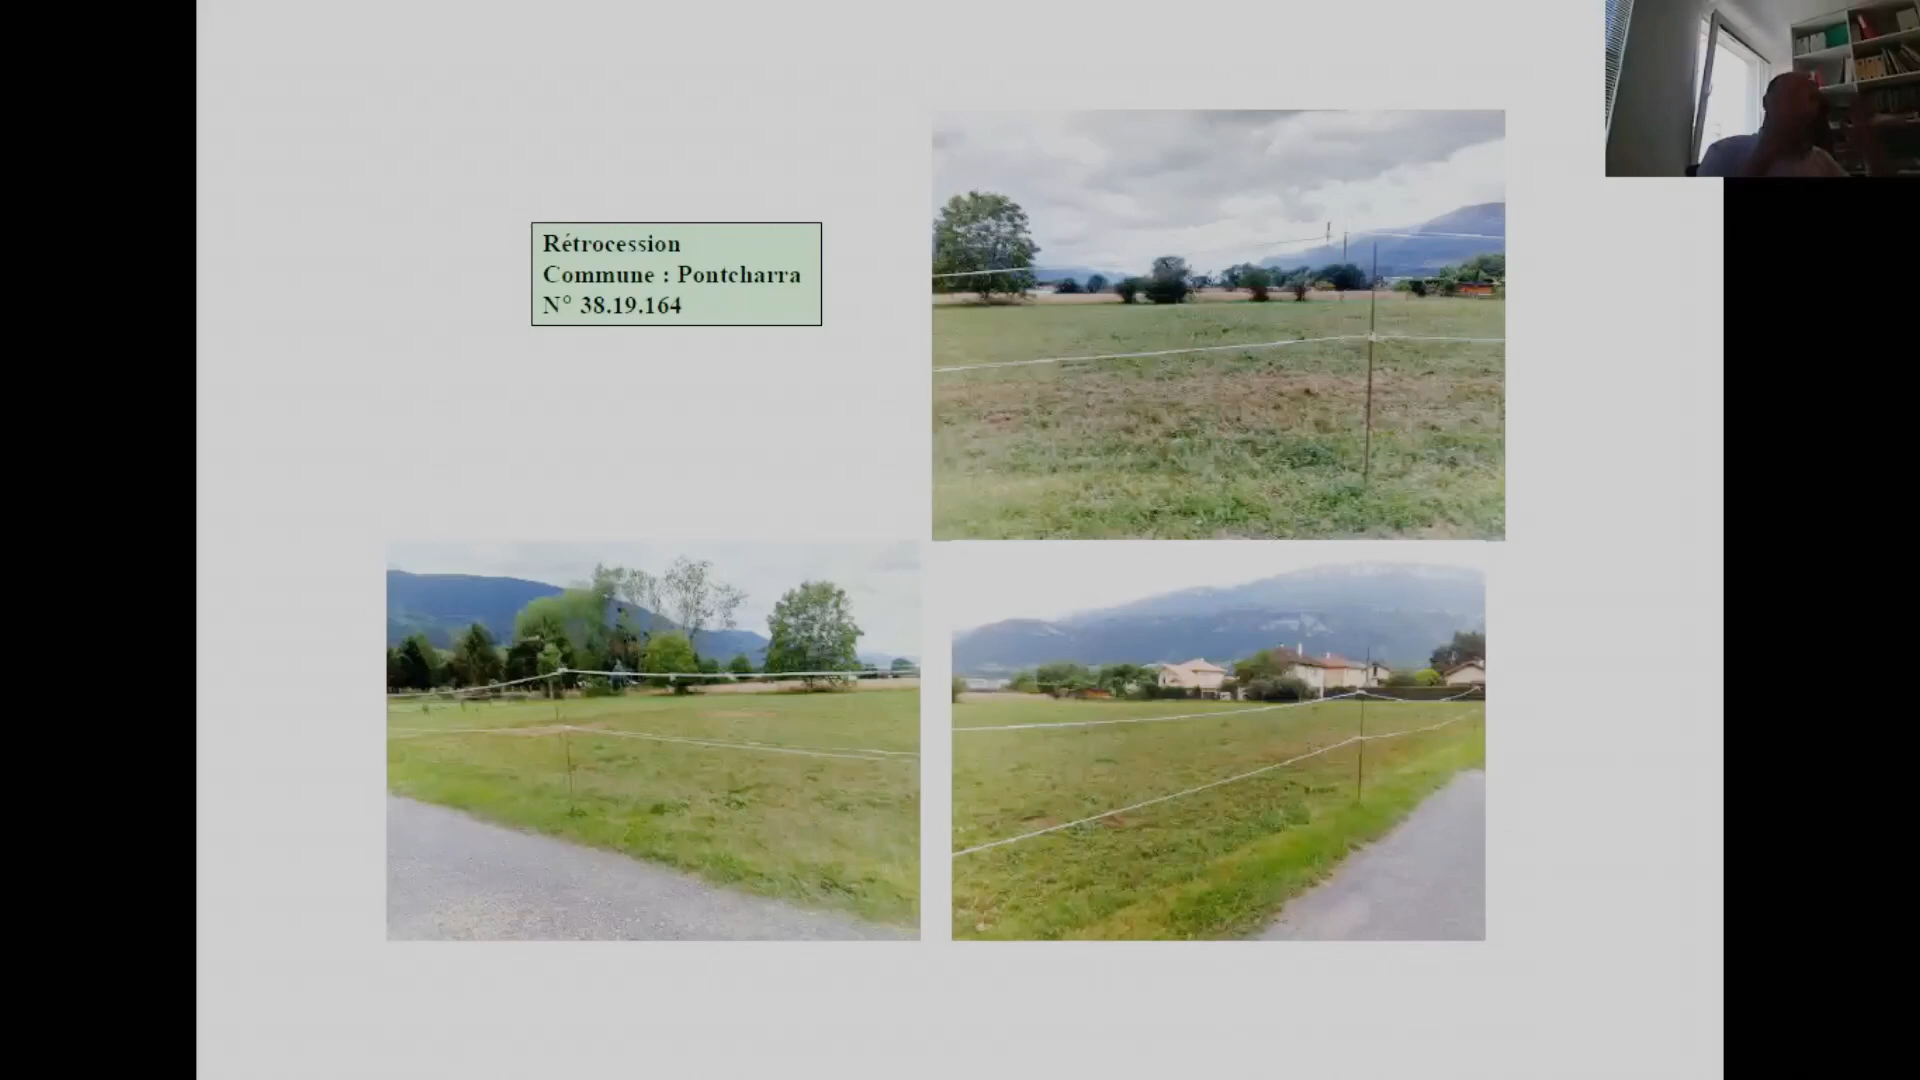 Rétrocession
Commune : Pontcharra
N° 38.19.164